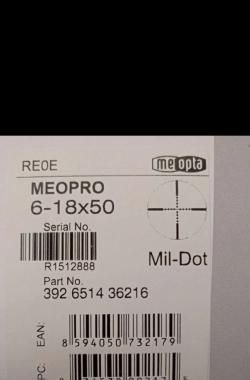 RE0E
meopta
MEOPRO
6-18x50
Serial No.
R1512888
Mil-Dot
Part No.
392 6514 36216
EAN:
8 594050 732179